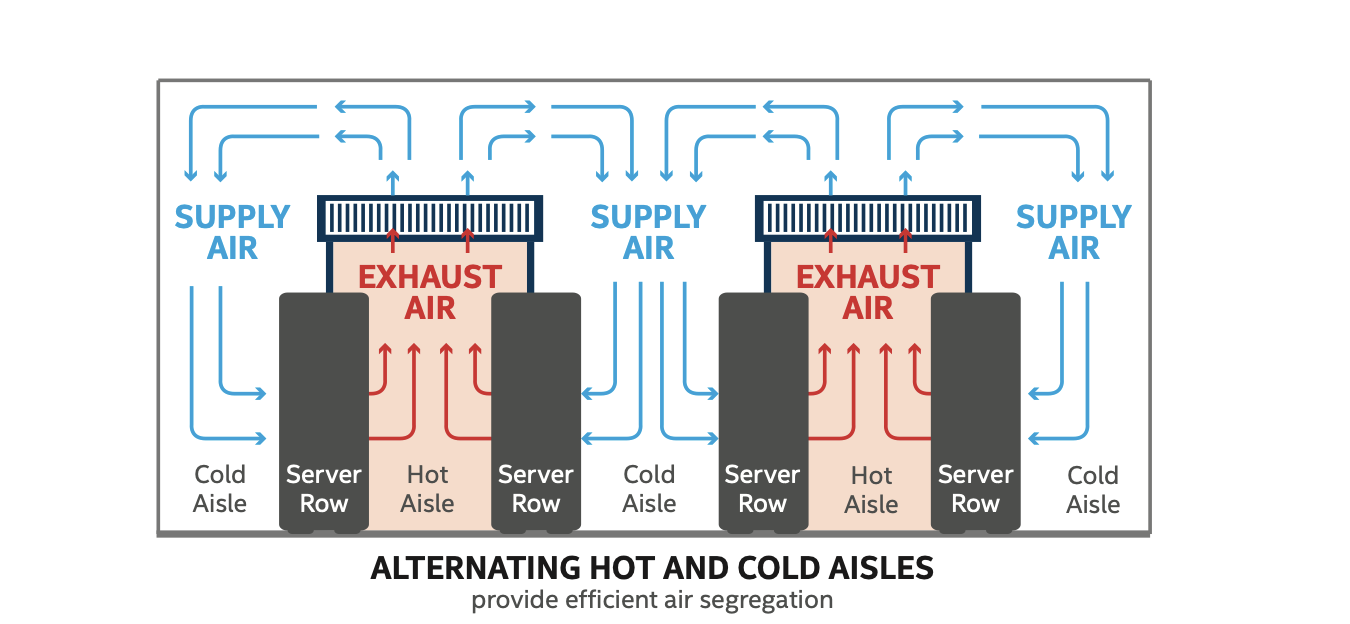 SUPPLY
AIR
SUPPLY
AIR
SUPPLY
AIR
EXHAUST
AIR
EXHAUST
AIR
Cold
Aisle
Server
Row
Hot
Aisle
Server
Row
Cold
Aisle
Server
Row
Hot
Aisle
Server
Row
Cold
Aisle
ALTERNATING HOT AND COLD AISLES
provide efficient air segregation